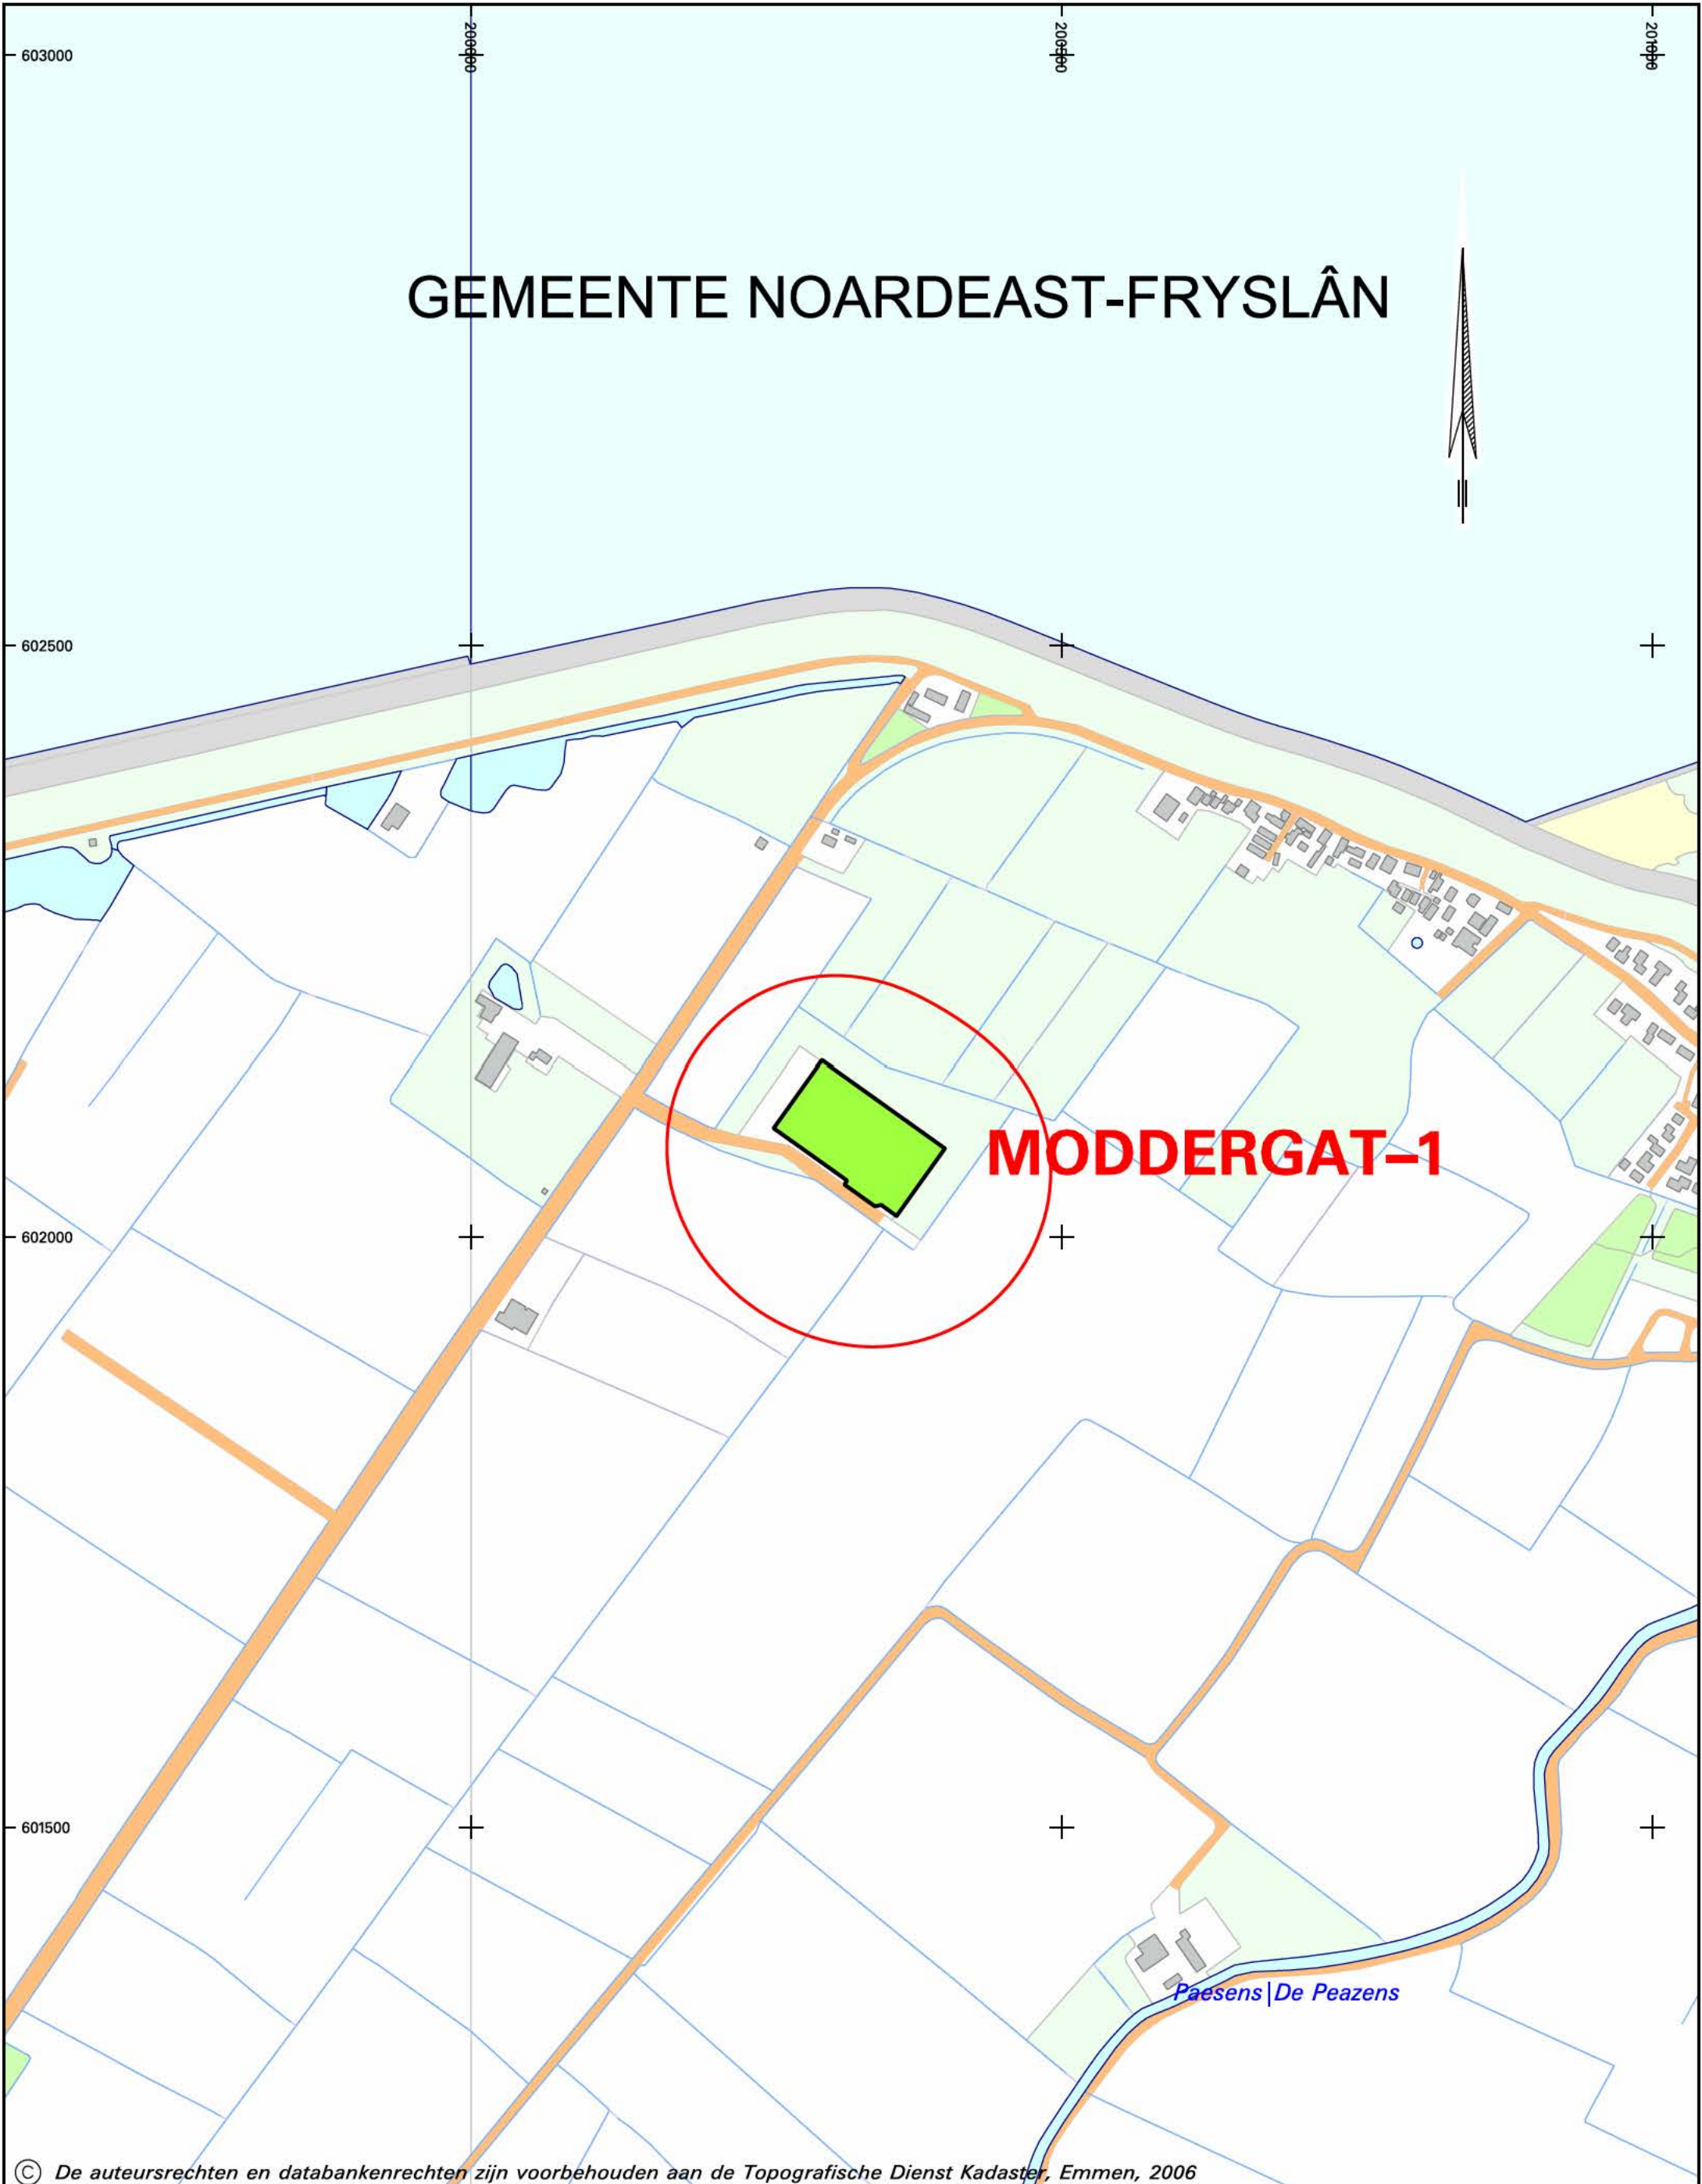 200000 200500 201000
603000
GEMEENTE NOARDEAST-FRYSLÂN
602500
MODDERGAT–1
602000
601500
Paesens|De Peazens
© De auteursrechten en databankenrechten zijn voorbehouden aan de Topografische Dienst Kadaster, Emmen, 2006